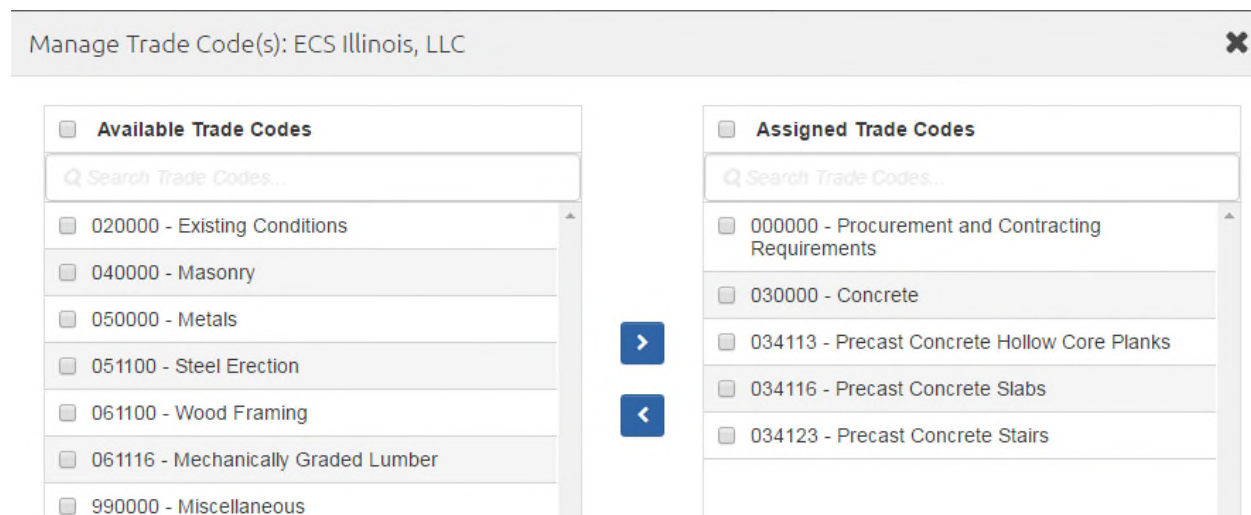 Manage Trade Code(s): ECS Illinois, LLC
Available Trade Codes
Search Trade Codes...
020000 - Existing Conditions
040000 - Masonry
050000 - Metals
051100 - Steel Erection
061100 - Wood Framing
061116 - Mechanically Graded Lumber
990000 - Miscellaneous
Assigned Trade Codes
Search Trade Codes...
000000 - Procurement and Contracting
Requirements
030000 - Concrete
034113 - Precast Concrete Hollow Core Planks
034116 - Precast Concrete Slabs
034123 - Precast Concrete Stairs